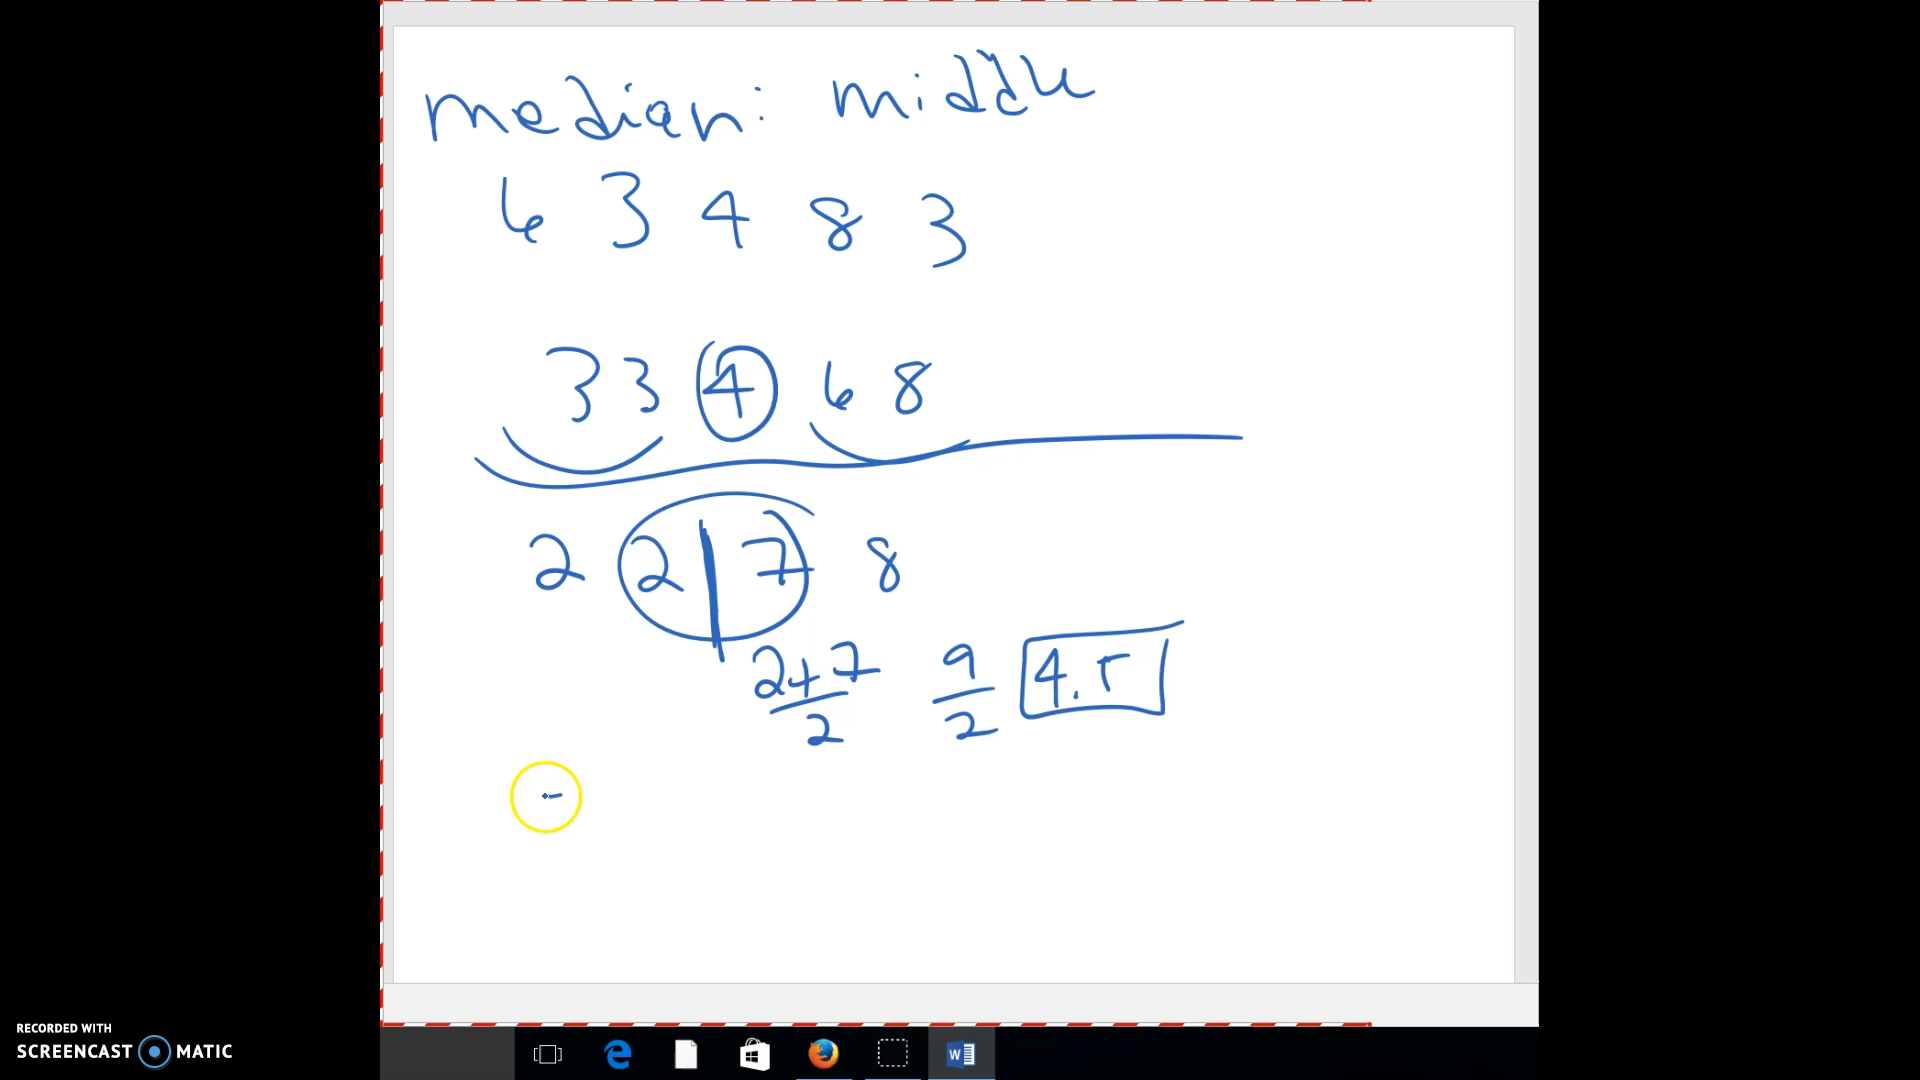 median: middle
6 3 4 8 3
3 3 4 6 8
2 2 | 7 8
2+7/2 9/2 4.5
RECORDED WITH
SCREENCAST MATIC